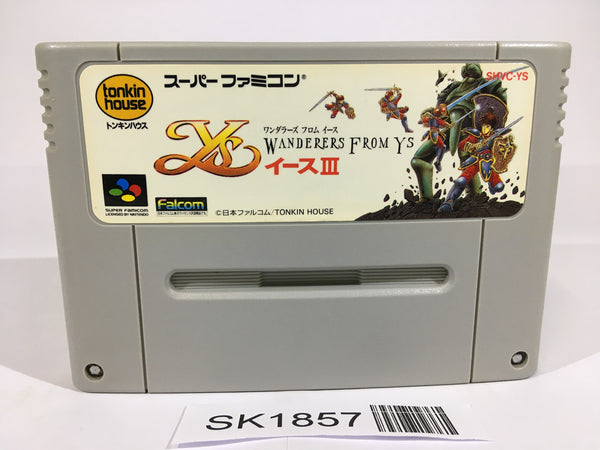 tonkin
house
トンキンハウス
スーパーファミコン®
SHVC-YS
Ys
ワンダラーズ フロム イース
WANDERERS FROM YS
イースIII
SUPER FAMICOM
LICENSED BY NINTENDO
Falcom
©日本ファルコム/TONKIN HOUSE
SK1857